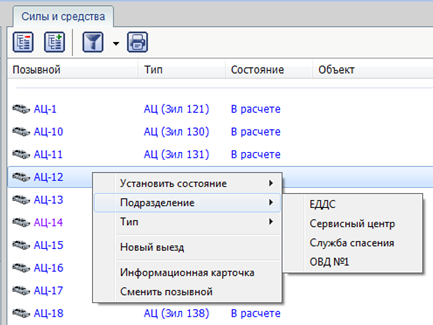 Силы и средства
Позывной Тип Состояние Объект
АЦ-1 АЦ (Зил 121) В расчете
АЦ-10 АЦ (Зил 130) В расчете
АЦ-11 АЦ (Зил 131) В расчете
АЦ-12
АЦ-13
АЦ-14
АЦ-15
АЦ-16
АЦ-17
АЦ-18 АЦ (Зил 138) В расчете
Установить состояние
Подразделение
Тип
Новый выезд
Информационная карточка
Сменить позывной
ЕДДС
Сервисный центр
Служба спасения
ОВД №1